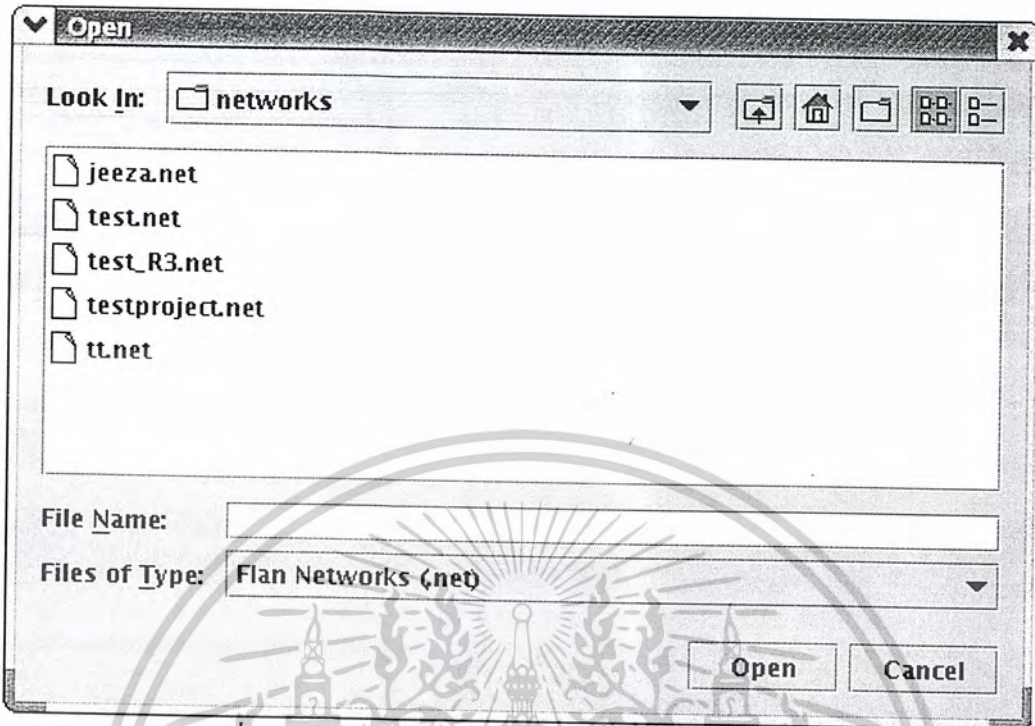 Open
Look In: networks
jeeza.net
test.net
test_R3.net
testproject.net
tt.net
File Name:
Files of Type: Flan Networks (.net)
Open Cancel